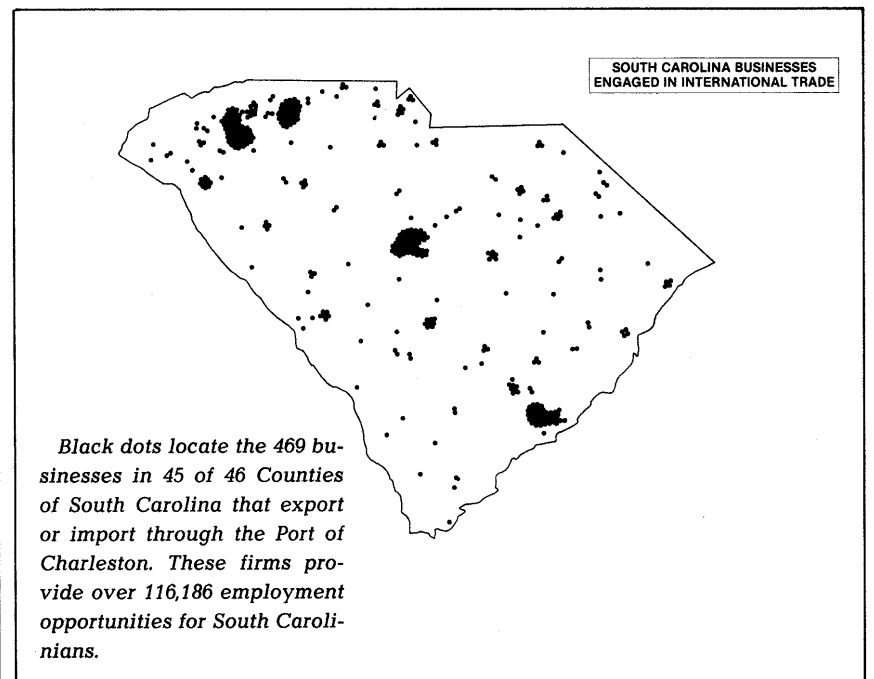 SOUTH CAROLINA BUSINESSES
ENGAGED IN INTERNATIONAL TRADE
Black dots locate the 469 bu-
sinesses in 45 of 46 Counties
of South Carolina that export
or import through the Port of
Charleston. These firms pro-
vide over 116,186 employment
opportunities for South Caroli-
nians.